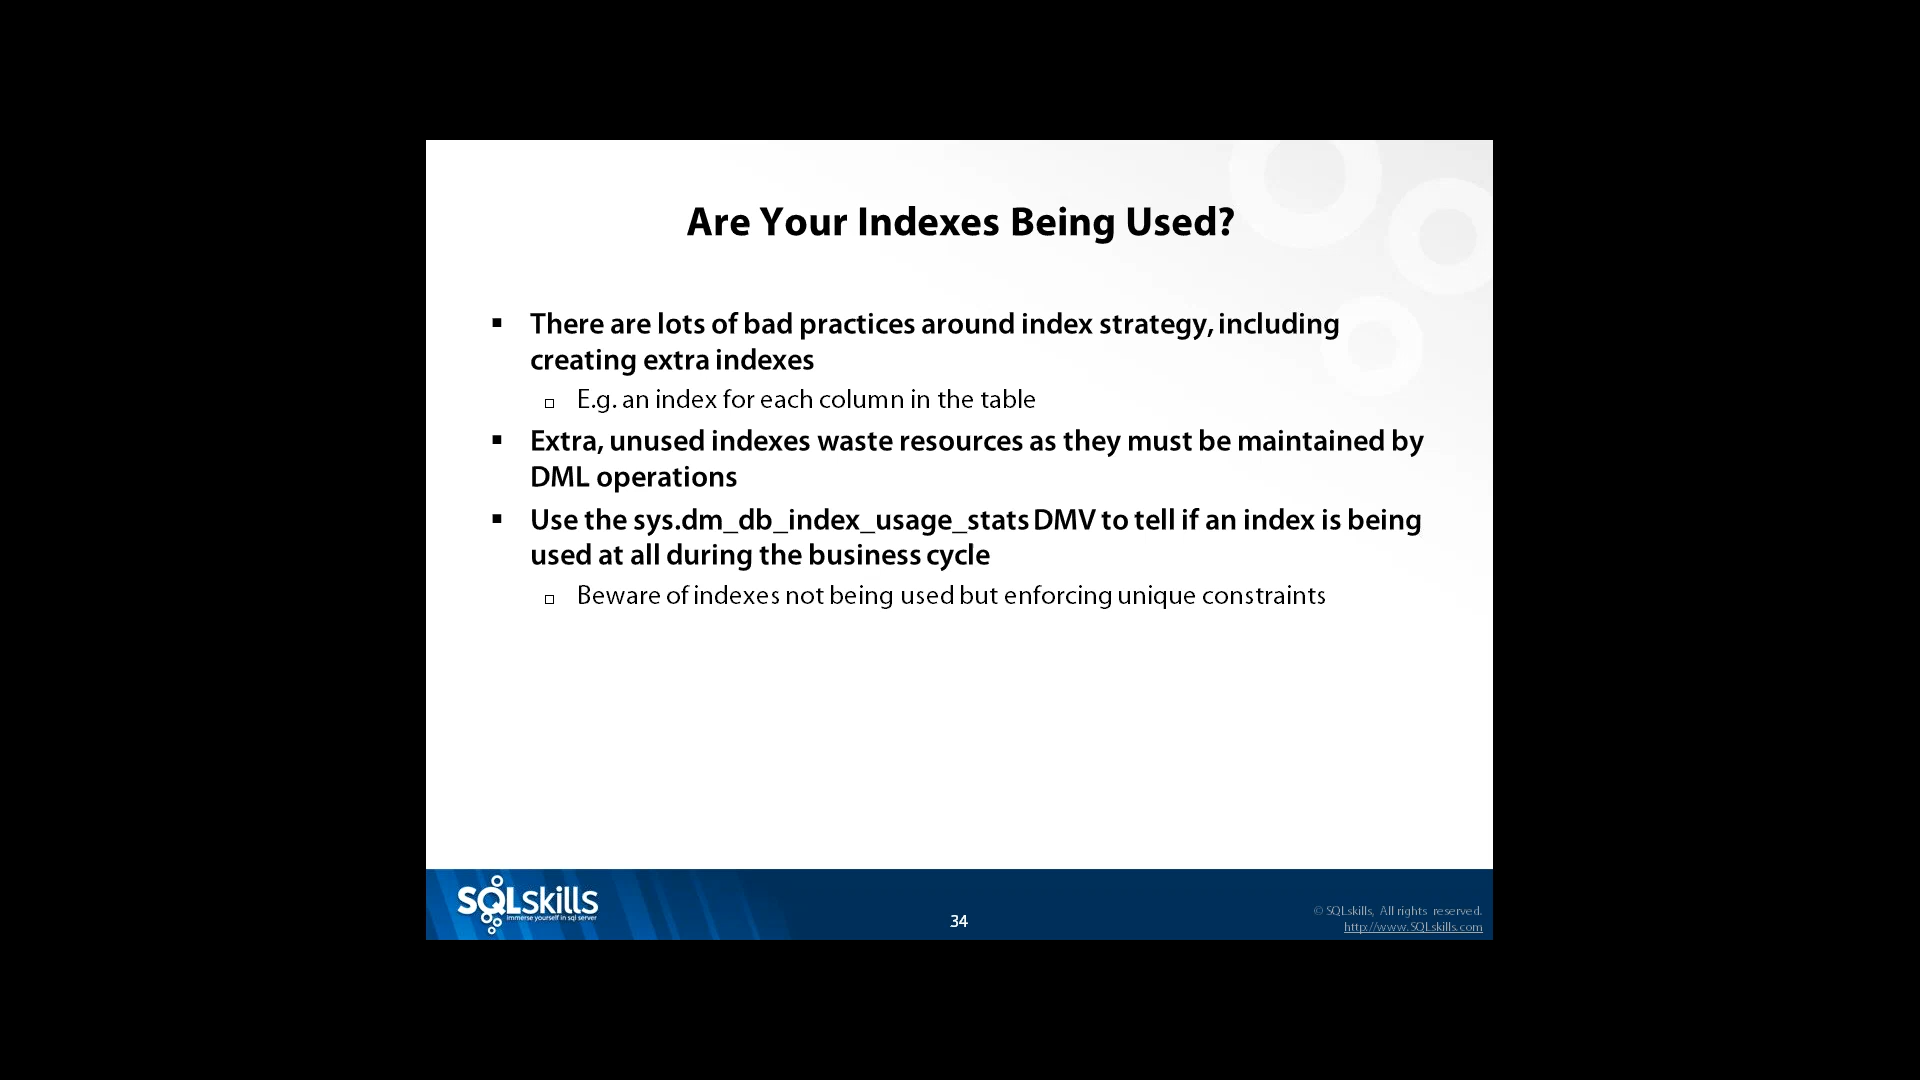 Are Your Indexes Being Used?
▪ There are lots of bad practices around index strategy, including
creating extra indexes
▫ E.g. an index for each column in the table
▪ Extra, unused indexes waste resources as they must be maintained by
DML operations
▪ Use the sys.dm_db_index_usage_stats DMV to tell if an index is being
used at all during the business cycle
▫ Beware of indexes not being used but enforcing unique constraints
SQLskills
immerse yourself in sql server
34
© SQLskills, All rights reserved.
http://www.SQLskills.com